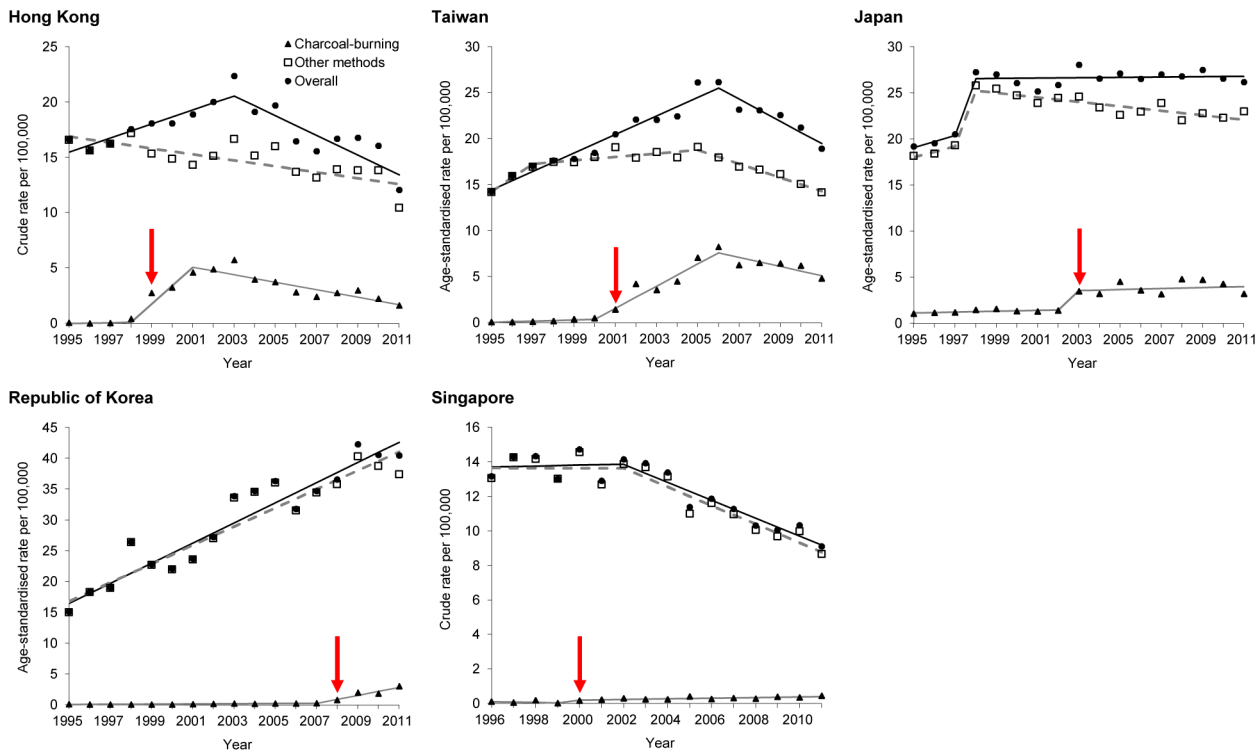 Hong Kong
Crude rate per 100,000
25
20
15
10
5
0
1995 1997 1999 2001 2003 2005 2007 2009 2011
Year
Charcoal-burning
Other methods
Overall
Taiwan
Age-standardised rate per 100,000
30
25
20
15
10
5
0
1995 1997 1999 2001 2003 2005 2007 2009 2011
Year
Japan
Age-standardised rate per 100,000
30
25
20
15
10
5
0
1995 1997 1999 2001 2003 2005 2007 2009 2011
Year
Republic of Korea
Age-standardised rate per 100,000
45
40
35
30
25
20
15
10
5
0
1995 1997 1999 2001 2003 2005 2007 2009 2011
Year
Singapore
Crude rate per 100,000
16
14
12
10
8
6
4
2
0
1996 1998 2000 2002 2004 2006 2008 2010
Year